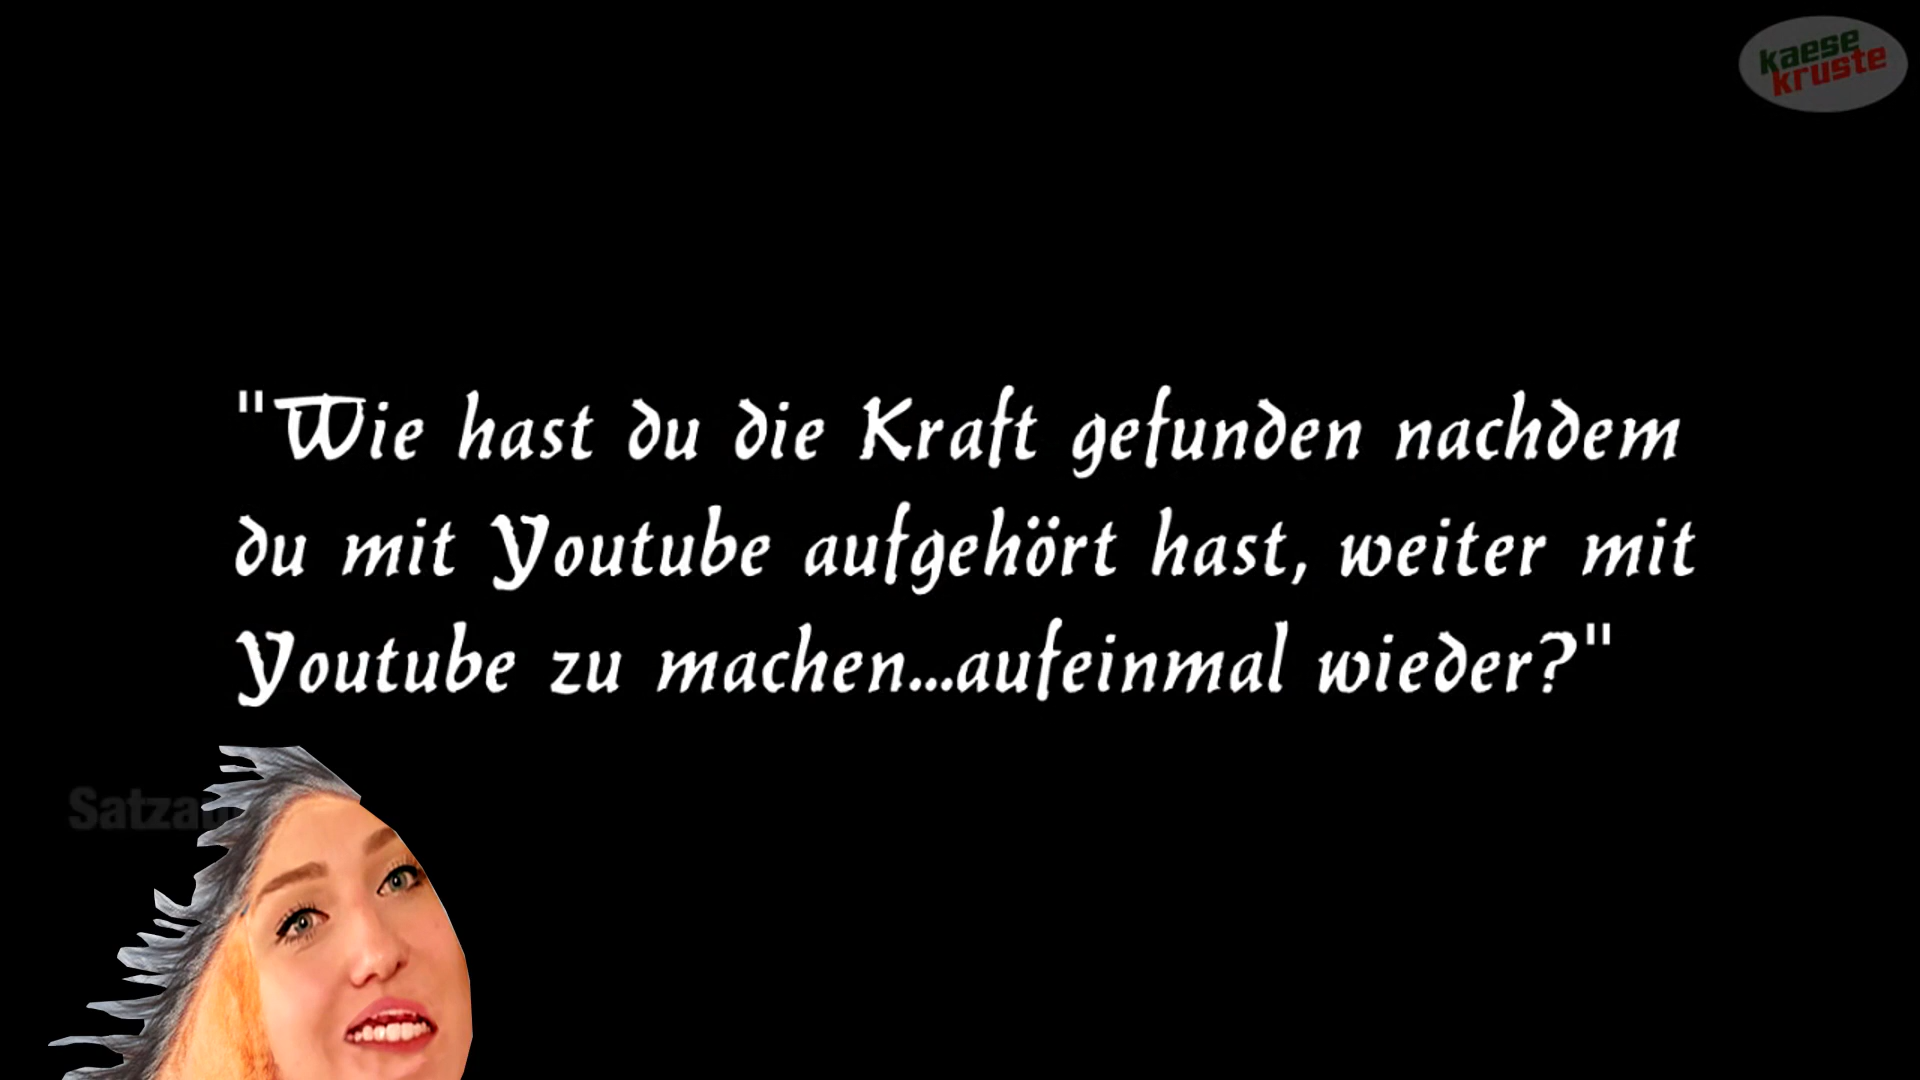 kaese
kruste
"Wie hast du die Kraft gefunden nachdem
du mit Youtube aufgehört hast, weiter mit
Youtube zu machen...aufeinmal wieder?"